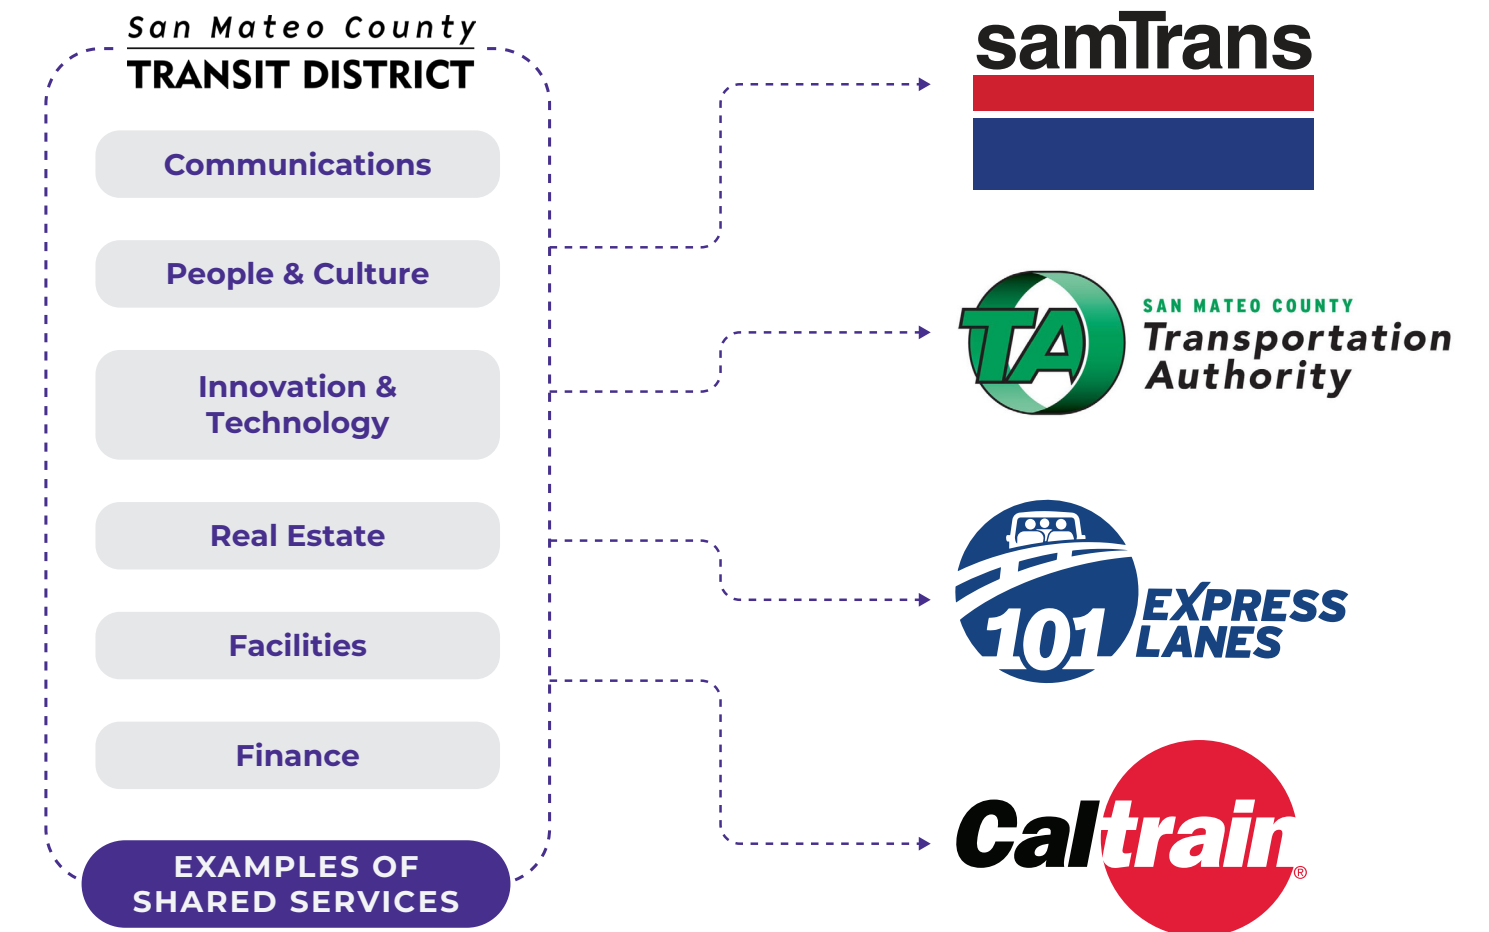 San Mateo County
TRANSIT DISTRICT
Communications
People & Culture
Innovation &
Technology
Real Estate
Facilities
Finance
EXAMPLES OF
SHARED SERVICES
samTrans
TA
SAN MATEO COUNTY
Transportation
Authority
101
EXPRESS
LANES
Caltrain®